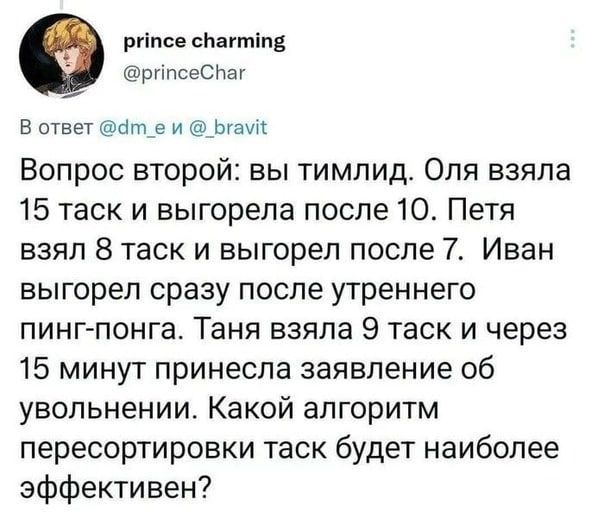 prince charming
@princeChar
В ответ @dm_e и @_bravit
Вопрос второй: вы тимлид. Оля взяла
15 таск и выгорела после 10. Петя
взял 8 таск и выгорел после 7. Иван
выгорел сразу после утреннего
пинг-понга. Таня взяла 9 таск и через
15 минут принесла заявление об
увольнении. Какой алгоритм
пересортировки таск будет наиболее
эффективен?